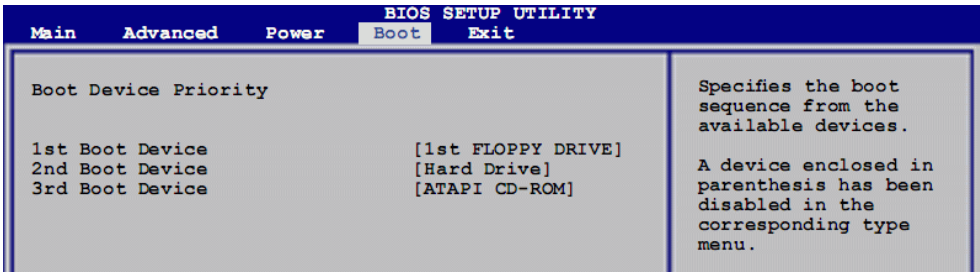 BIOS SETUP UTILITY
Main Advanced Power Boot Exit
Boot Device Priority
1st Boot Device [1st FLOPPY DRIVE]
2nd Boot Device [Hard Drive]
3rd Boot Device [ATAPI CD-ROM]
Specifies the boot
sequence from the
available devices.
A device enclosed in
parenthesis has been
disabled in the
corresponding type
menu.